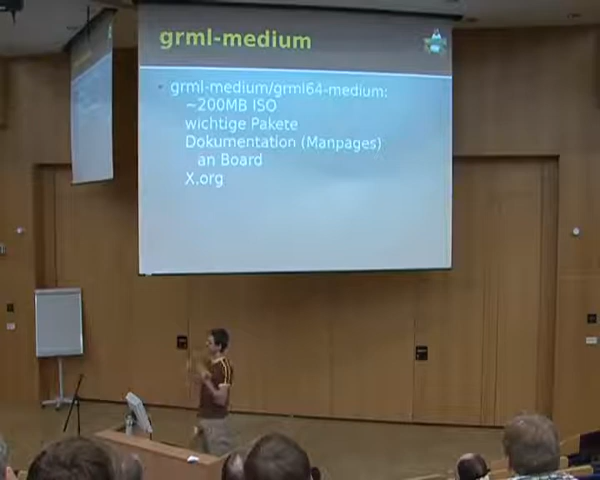 grml-medium
- grml-medium/grml64-medium:
~200MB ISO
wichtige Pakete
Dokumentation (Manpages)
an Board
X.org